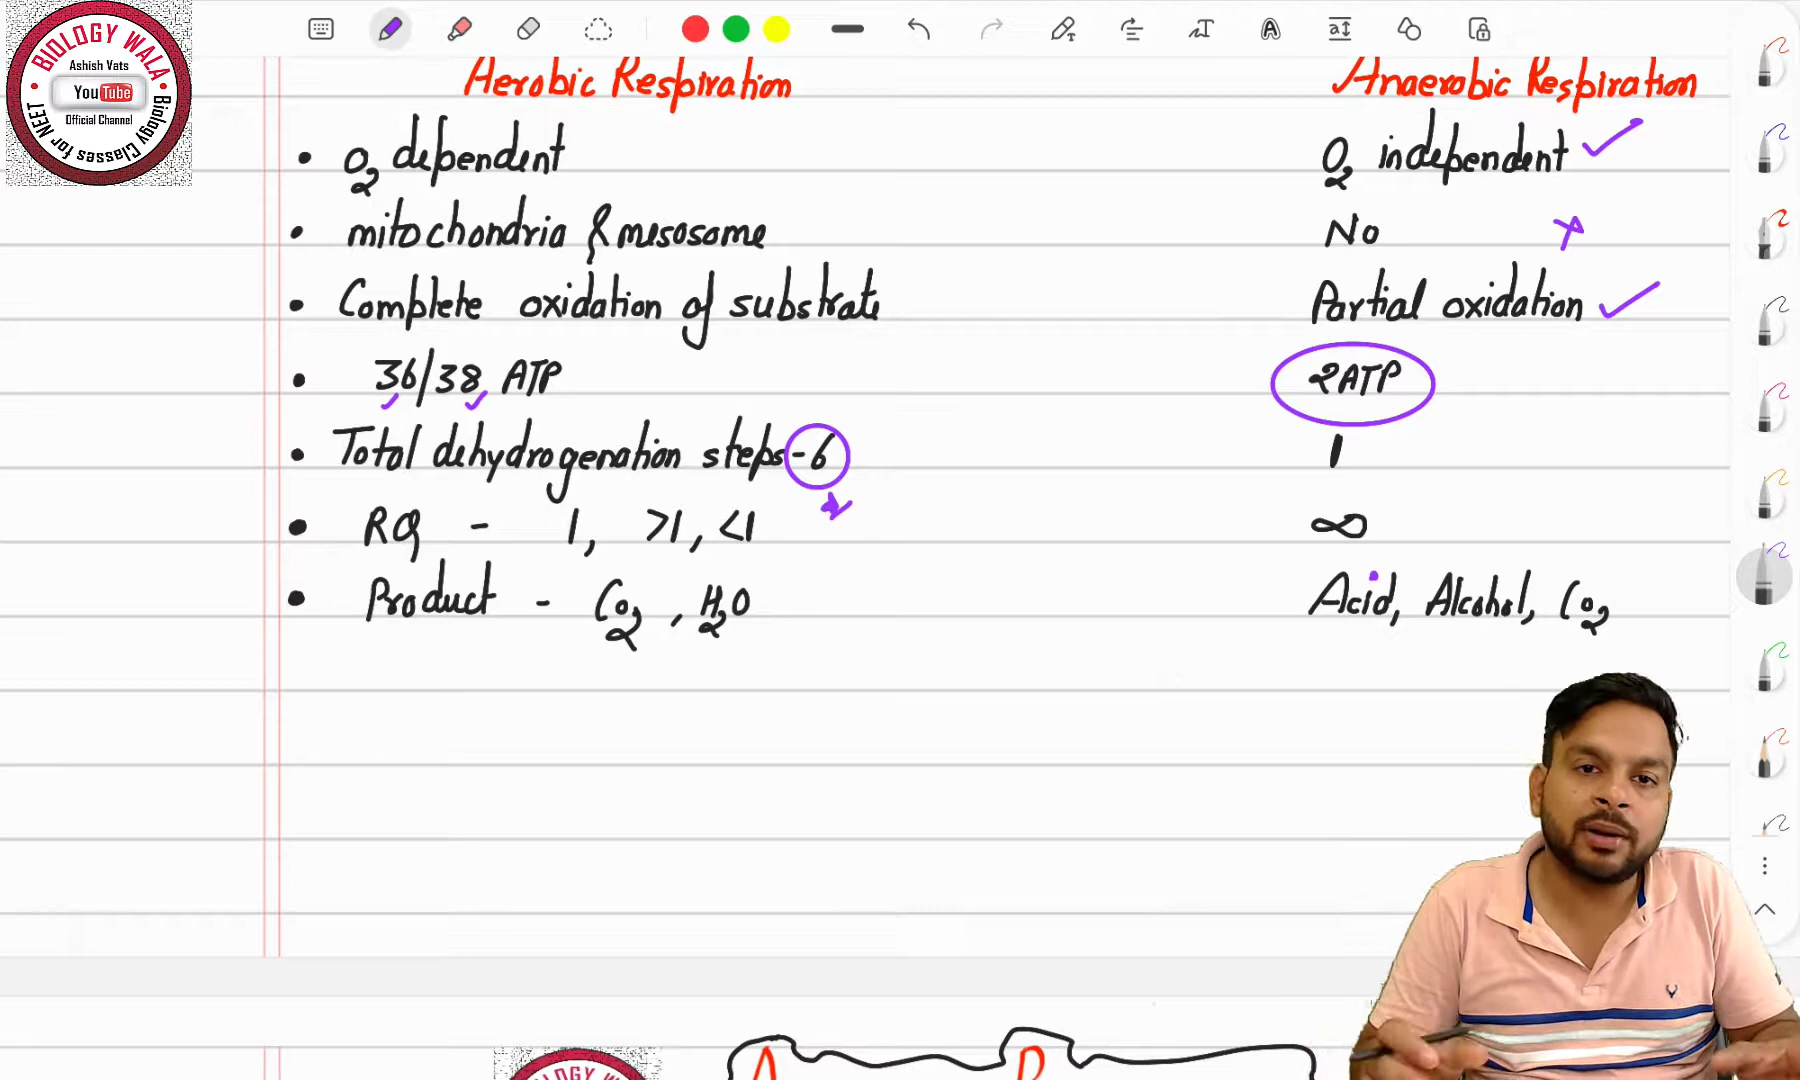 BIOLOGY WALA
Ashish Vats
YouTube
Official Channel
Biology Classes for NEET
Aerobic Respiration Anaerobic Respiration
• O2 dependent O2 independent ✓
• mitochondria & mesosome No ✗
• Complete oxidation of substrate Partial oxidation ✓
• 36/38 ATP 2ATP
• Total dehydrogenation steps - 6 1
• RQ - 1, >1, <1 ∞
• Product - CO2, H2O Acid, Alcohol, CO2
BIOLOGY WALA
A B